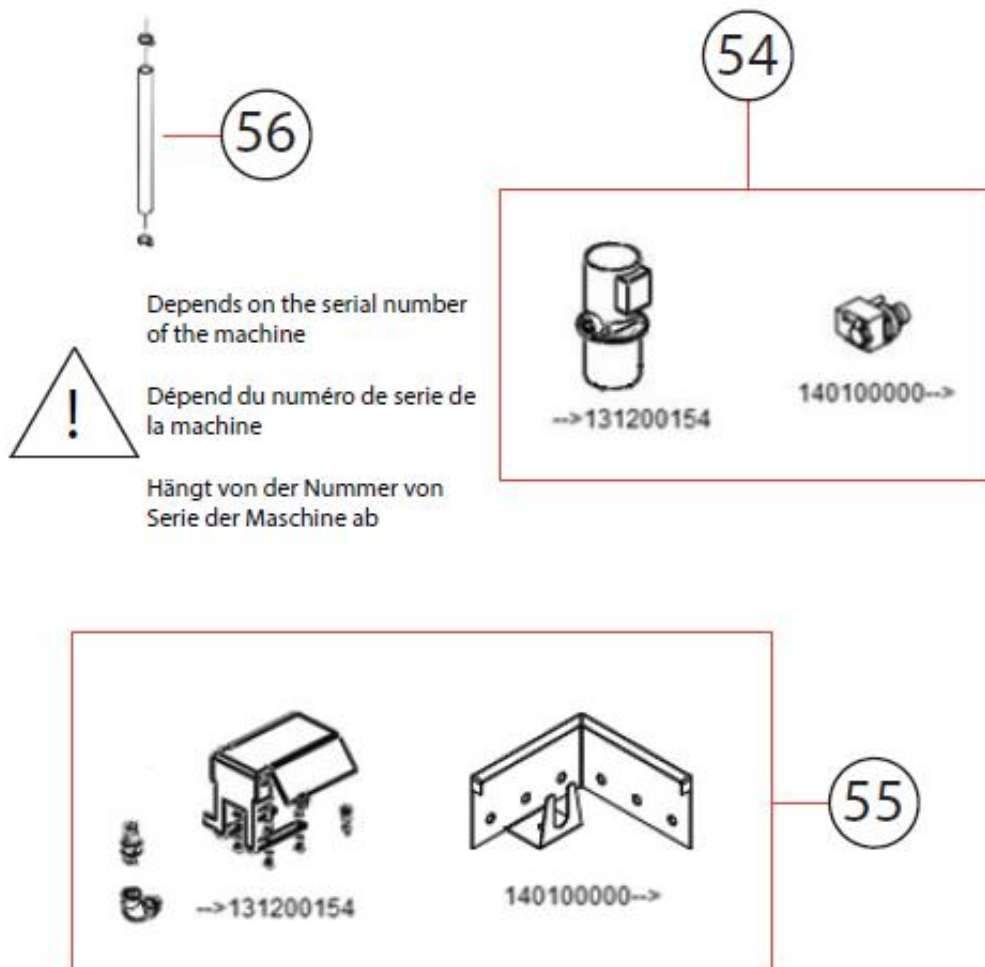 54
56
Depends on the serial number
of the machine
!
Dépend du numéro de serie de
la machine
Hängt von der Nummer von
Serie der Maschine ab
-->131200154
140100000-->
55
-->131200154
140100000-->